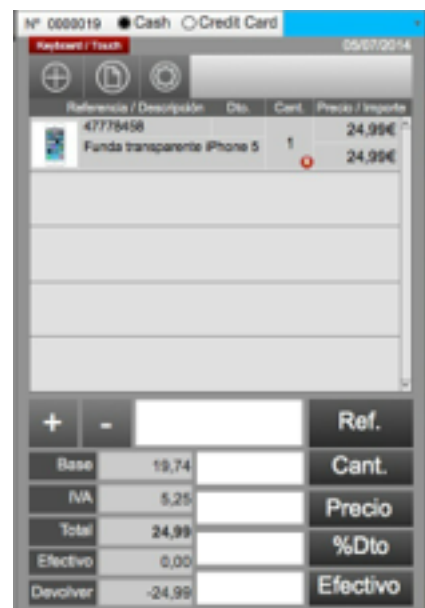 Nº 0000019 Cash Credit Card
Keyboard / Touch 05/07/2014
Referencia / Descripción Dto. Cant. Precio / Importe
47778458 24,99€
Funda transparente iPhone 5 1 24,99€
+ - Ref.
Base 19,74 Cant.
IVA 5,25 Precio
Total 24,99 %Dto
Efectivo 0,00
Devolver -24,99 Efectivo